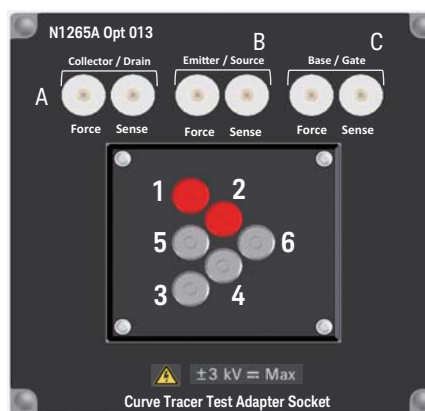 N1265A Opt 013
B
C
Collector / Drain
Emitter / Source
Base / Gate
A
Force Sense
Force Sense
Force Sense
1
2
5
6
3
4
±3 kV ⎓ Max
Curve Tracer Test Adapter Socket